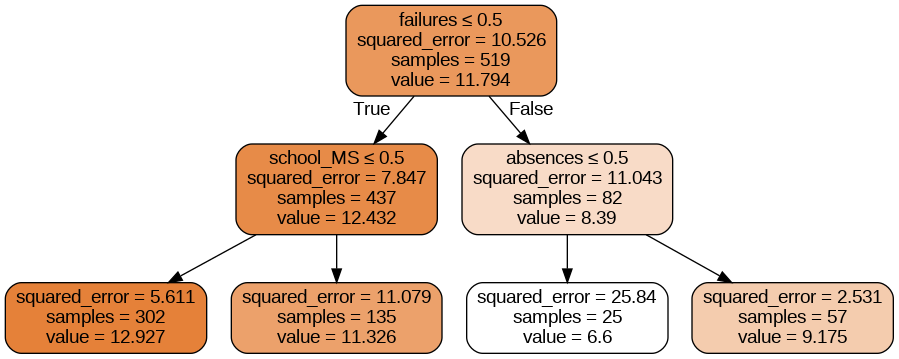 failures ≤ 0.5
squared_error = 10.526
samples = 519
value = 11.794
True
False
school_MS ≤ 0.5
squared_error = 7.847
samples = 437
value = 12.432
absences ≤ 0.5
squared_error = 11.043
samples = 82
value = 8.39
squared_error = 5.611
samples = 302
value = 12.927
squared_error = 11.079
samples = 135
value = 11.326
squared_error = 25.84
samples = 25
value = 6.6
squared_error = 2.531
samples = 57
value = 9.175